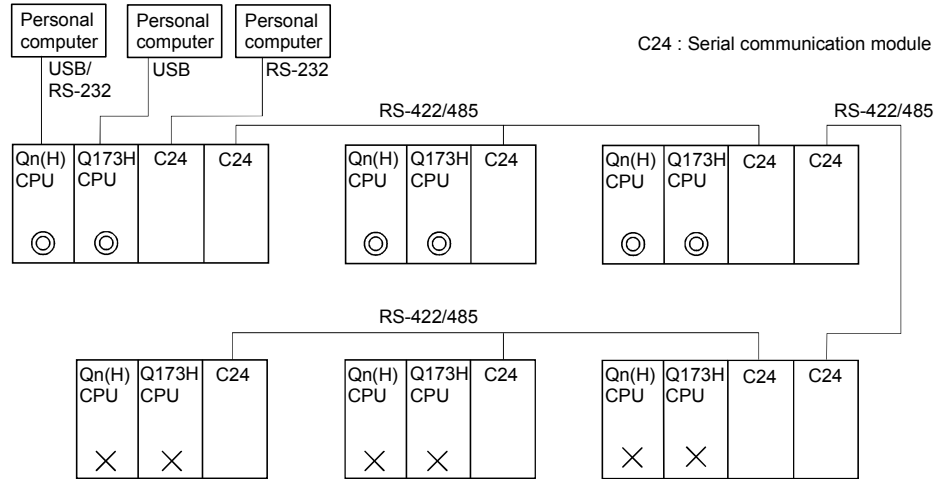 Personal
computer
Personal
computer
Personal
computer
C24 : Serial communication module
USB/
RS-232
USB
RS-232
RS-422/485
RS-422/485
Qn(H)
CPU
Q173H
CPU
C24
C24
Qn(H)
CPU
Q173H
CPU
C24
Qn(H)
CPU
Q173H
CPU
C24
C24
RS-422/485
Qn(H)
CPU
Q173H
CPU
C24
Qn(H)
CPU
Q173H
CPU
C24
Qn(H)
CPU
Q173H
CPU
C24
C24